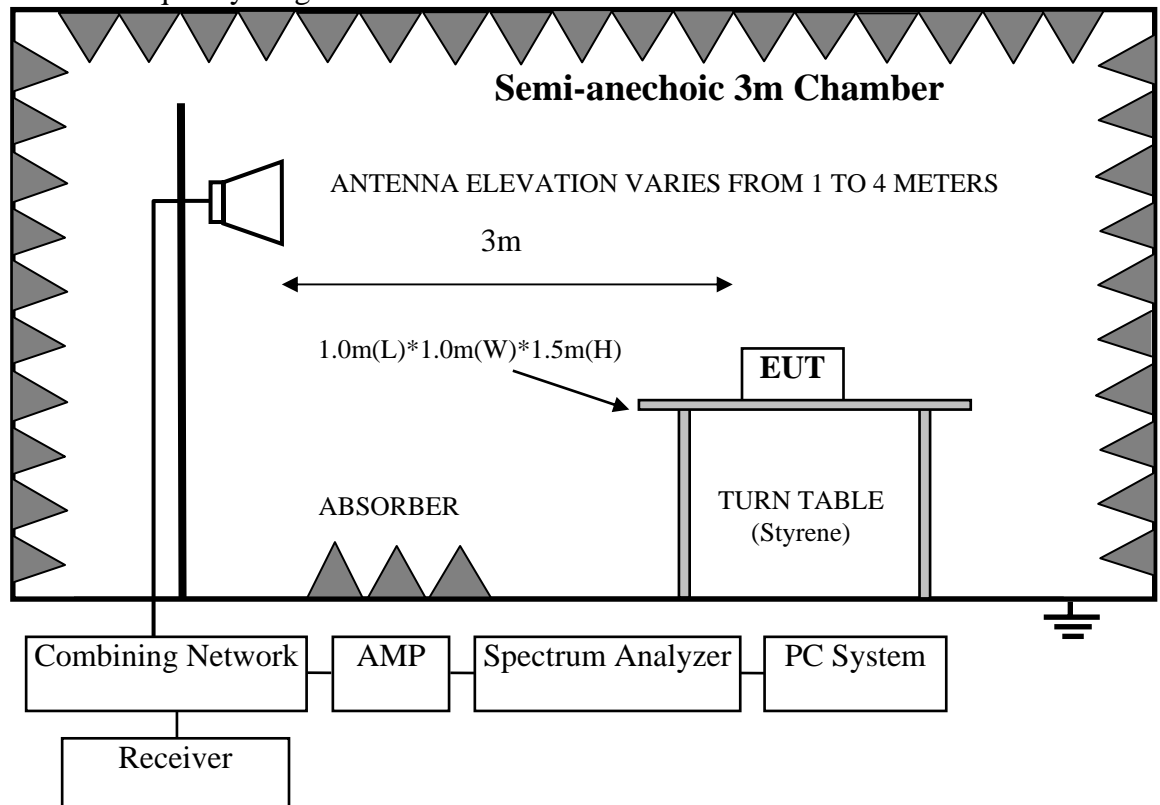 Semi-anechoic 3m Chamber
ANTENNA ELEVATION VARIES FROM 1 TO 4 METERS
3m
1.0m(L)*1.0m(W)*1.5m(H)
EUT
ABSORBER
TURN TABLE
(Styrene)
Combining Network
AMP
Spectrum Analyzer
PC System
Receiver